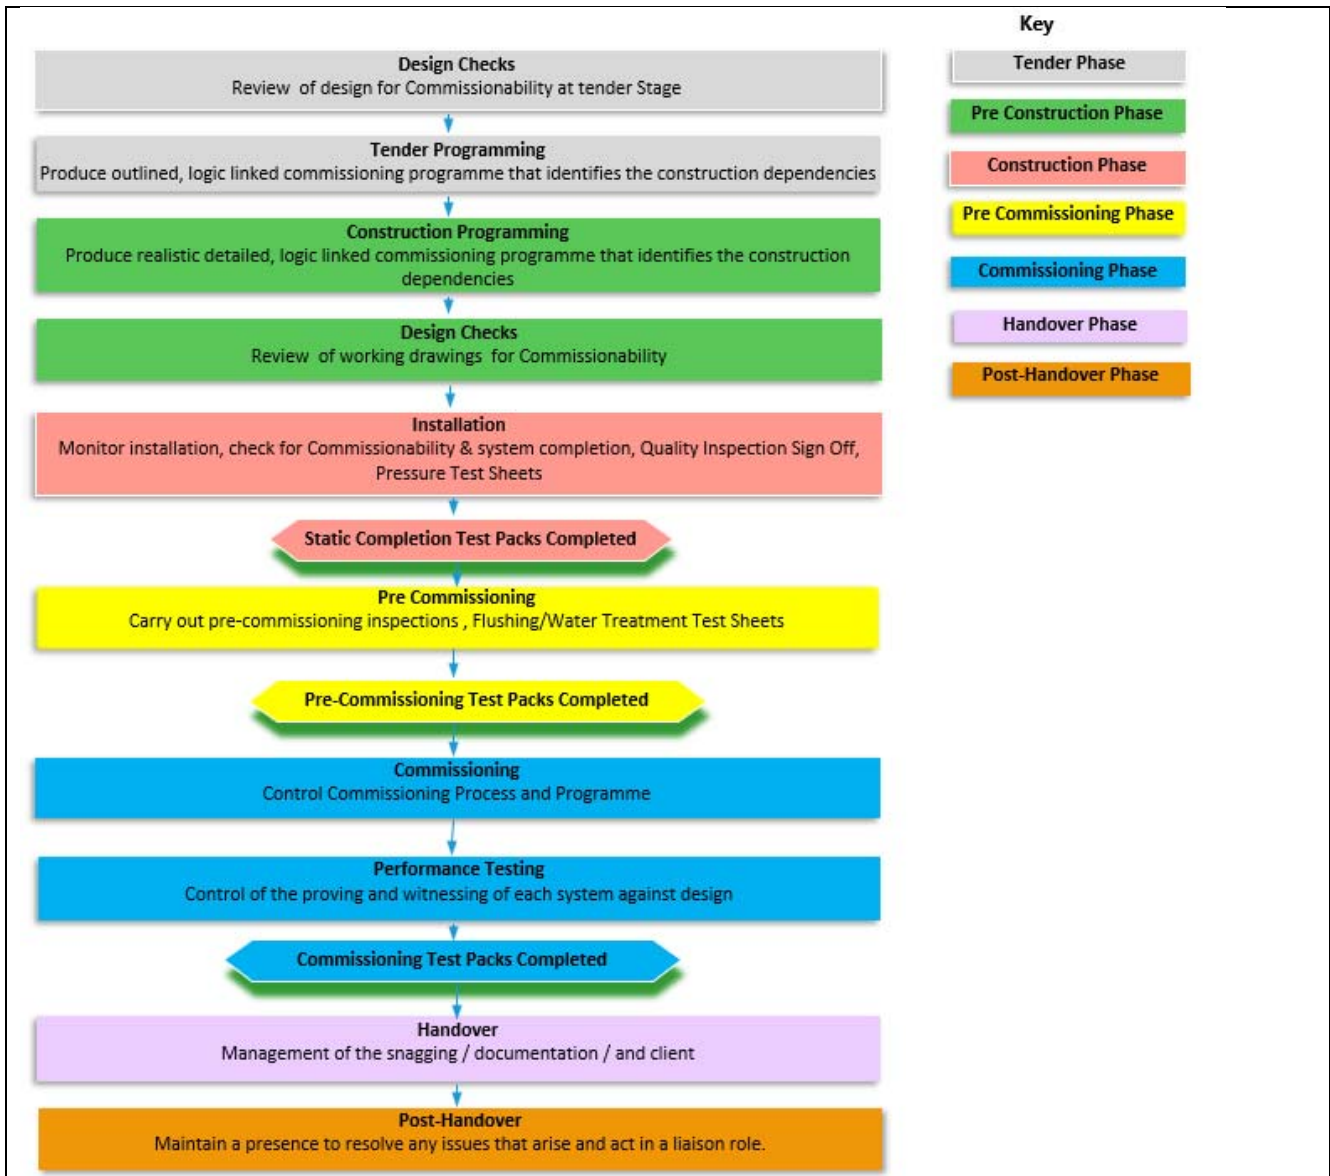 Key
Design Checks
Review of design for Commissionability at tender Stage
Tender Programming
Produce outlined, logic linked commissioning programme that identifies the construction dependencies
Construction Programming
Produce realistic detailed, logic linked commissioning programme that identifies the construction
dependencies
Design Checks
Review of working drawings for Commissionability
Installation
Monitor installation, check for Commissionability & system completion, Quality Inspection Sign Off,
Pressure Test Sheets
Static Completion Test Packs Completed
Pre Commissioning
Carry out pre-commissioning inspections , Flushing/Water Treatment Test Sheets
Pre-Commissioning Test Packs Completed
Commissioning
Control Commissioning Process and Programme
Performance Testing
Control of the proving and witnessing of each system against design
Commissioning Test Packs Completed
Handover
Management of the snagging / documentation / and client
Post-Handover
Maintain a presence to resolve any issues that arise and act in a liaison role.
Tender Phase
Pre Construction Phase
Construction Phase
Pre Commissioning Phase
Commissioning Phase
Handover Phase
Post-Handover Phase